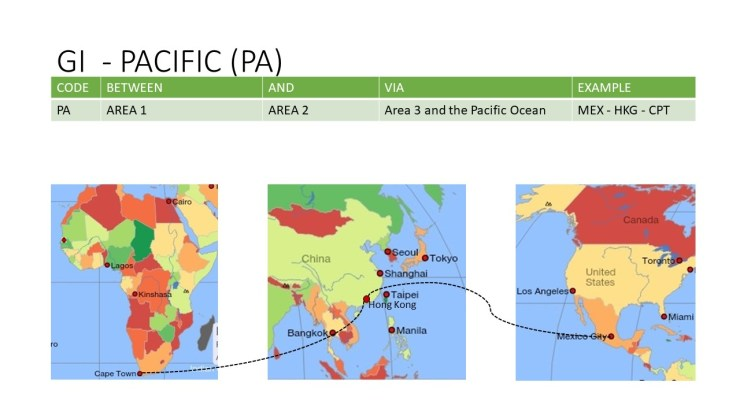 GI - PACIFIC (PA)
CODE BETWEEN AND VIA EXAMPLE
PA AREA 1 AREA 2 Area 3 and the Pacific Ocean MEX - HKG - CPT
Cairo
Lagos
Kinshasa
ro
Cape Town
China
Seoul
Tokyo
Shanghai
Taipei
Hong Kong
Bangkok
Manila
Canada
Toronto
United
States
Los Angeles
Miami
Mexico City